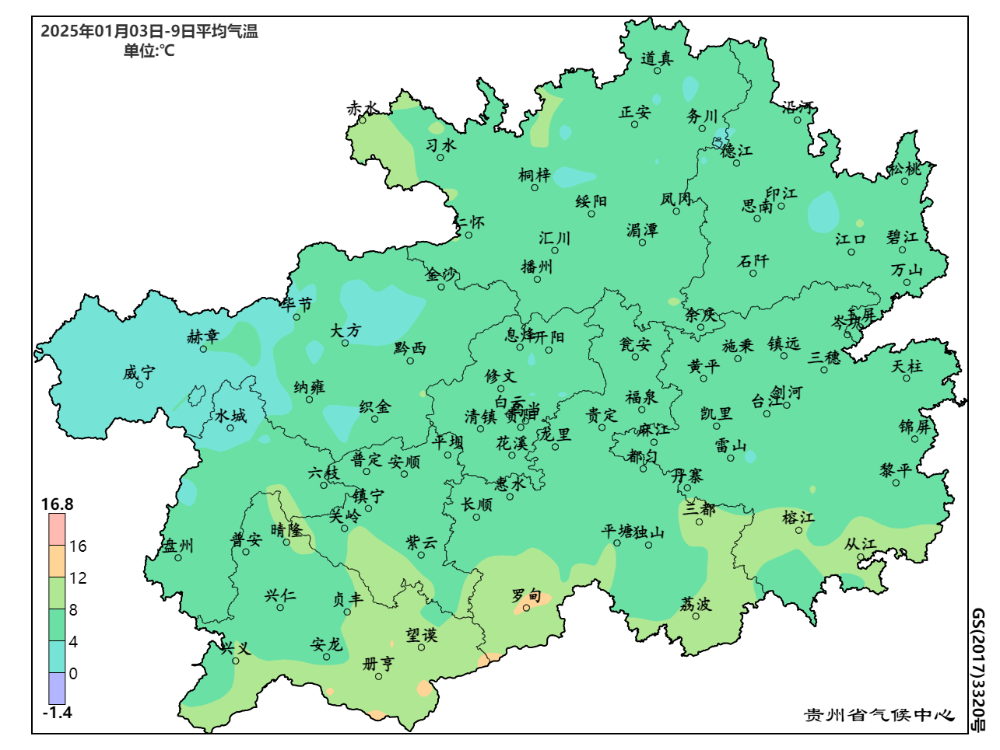 2025年01月03日-9日平均气温
单位:℃
道真
赤水
正安
务川
沿河
习水
德江
松桃
桐梓
绥阳
凤冈
思南
印江
仁怀
湄潭
汇川
江口
碧江
播州
石阡
万山
金沙
毕节
余庆
玉屏
岑巩
赫章
大方
息烽
开阳
瓮安
施秉
镇远
黔西
黄平
三穗
天柱
威宁
修文
纳雍
织金
白云
乌当
福泉
台江
剑河
水城
清镇
贵阳
贵定
凯里
锦屏
麻江
平坝
花溪
龙里
雷山
普定
安顺
都匀
六枝
丹寨
黎平
镇宁
惠水
长顺
关岭
三都
榕江
晴隆
普安
紫云
平塘
独山
盘州
从江
兴仁
贞丰
罗甸
荔波
望谟
兴义
安龙
册亨
16.8
16
12
8
4
0
-1.4
贵州省气候中心
GS(2017)3320号